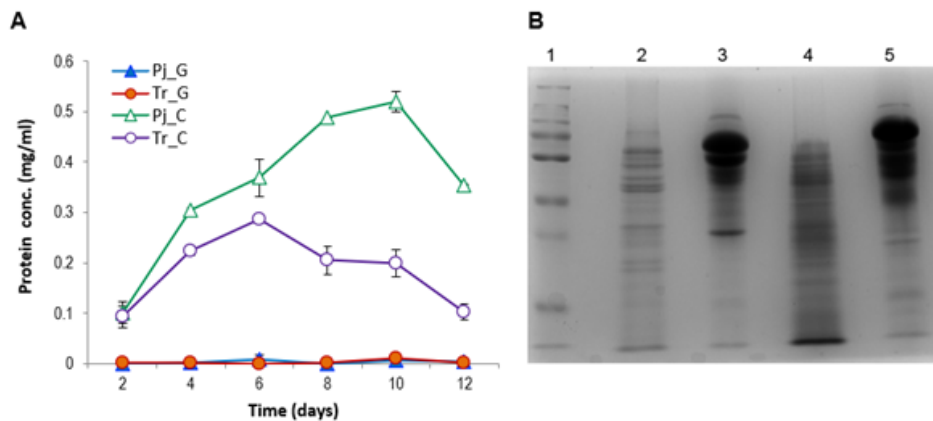 A
B
Protein conc. (mg/ml)
0.6
0.5
0.4
0.3
0.2
0.1
0
Pj_G
Tr_G
Pj_C
Tr_C
2 4 6 8 10 12
Time (days)
1 2 3 4 5